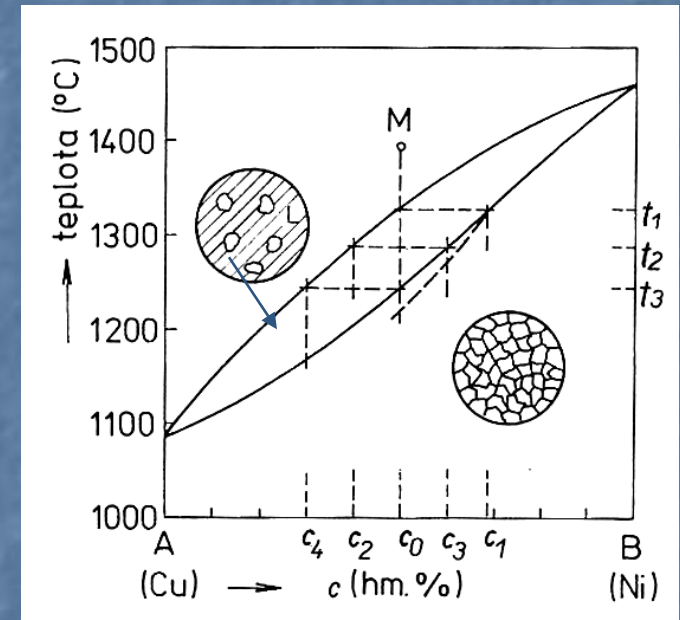 teplota (°C)
1500
1400
1300
1200
1100
1000
M
L
t₁
t₂
t₃
A
c₄
c₂
c₀
c₃
c₁
B
(Cu)
c (hm.%)
(Ni)